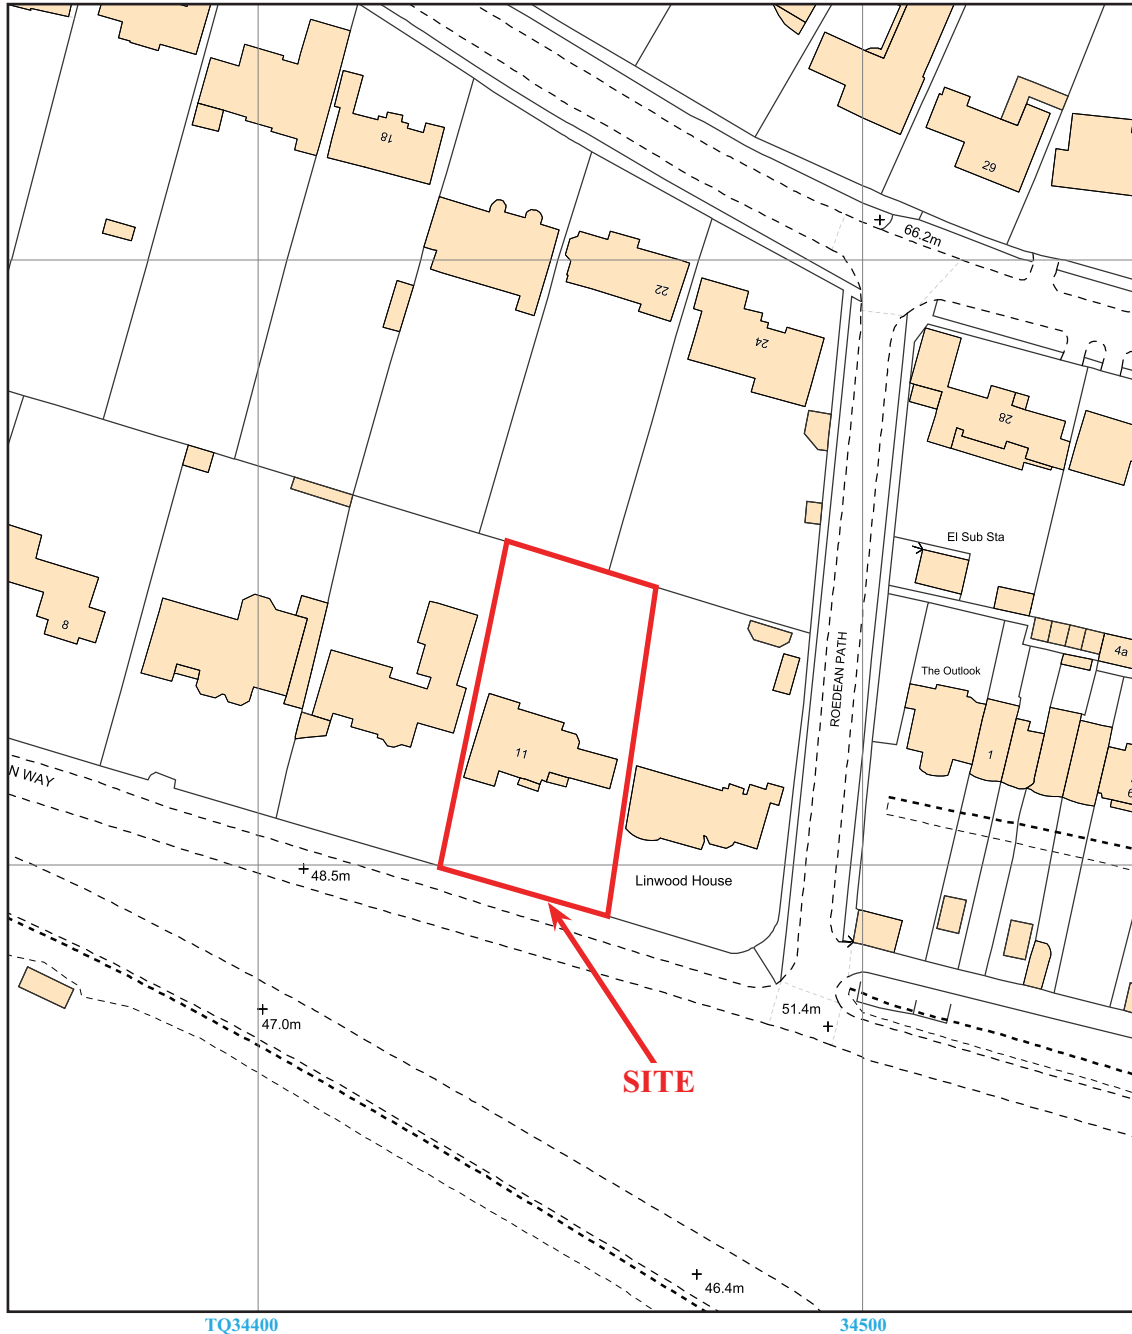 18
29
66.2m
22
24
28
El Sub Sta
8
4a
ROEDEAN PATH
The Outlook
11
1
N WAY
6
48.5m
Linwood House
47.0m
51.4m
SITE
46.4m
TQ34400
34500